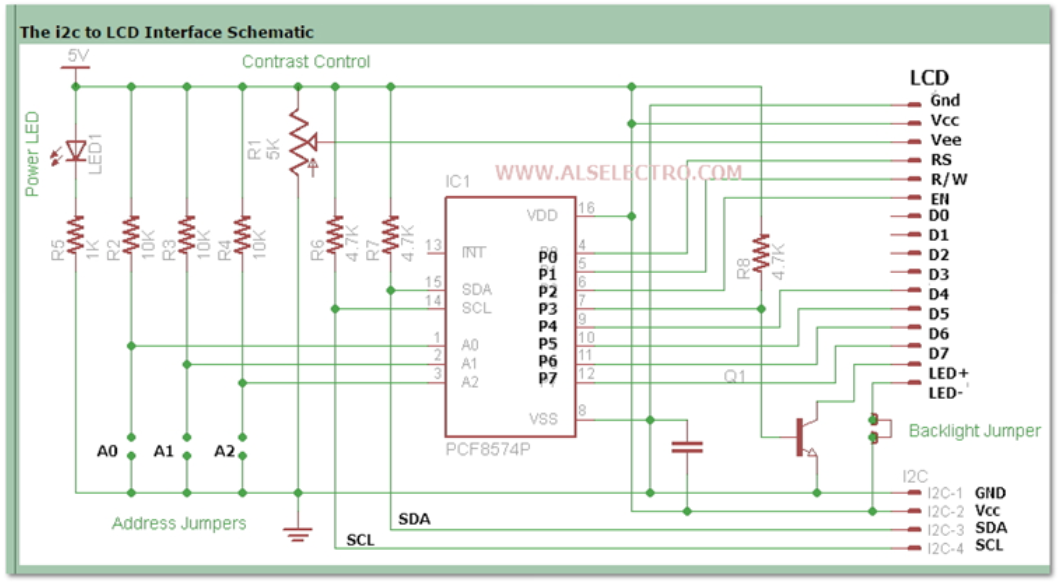 The i2c to LCD Interface Schematic
5V
Contrast Control
LCD
Gnd
Vcc
Vee
RS
R/W
EN
D0
D1
D2
D3
D4
D5
D6
D7
LED+
LED-
Power LED
LED1
R1
5K
WWW.ALSELECTRO.COM
IC1
R5
1K
R2
10K
R3
10K
R4
10K
R6
4.7K
R7
4.7K
R8
4.7K
VDD
16
13
INT
15
SDA
14
SCL
1
A0
2
A1
3
A2
P0
4
P1
5
P2
6
P3
7
P4
9
P5
10
P6
11
P7
12
VSS
8
PCF8574P
Q1
A0
A1
A2
Backlight Jumper
Address Jumpers
I2C
I2C-1 GND
I2C-2 Vcc
I2C-3 SDA
I2C-4 SCL
SDA
SCL